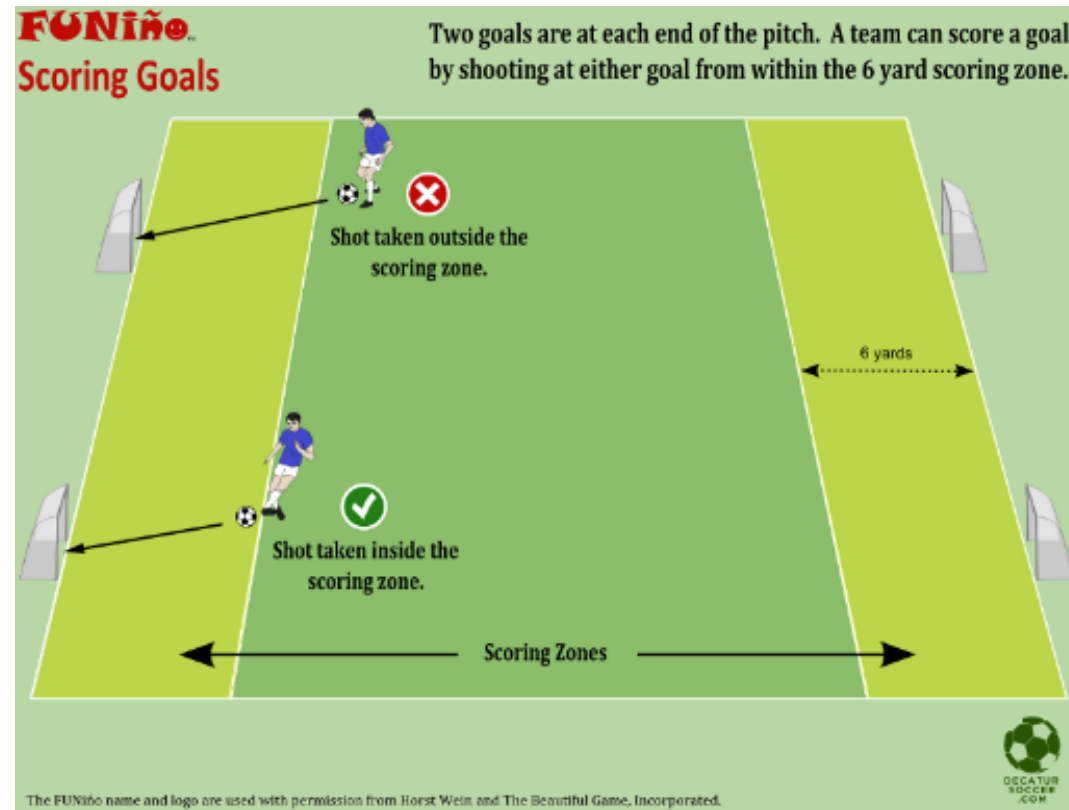 FUNiño
Scoring Goals
Two goals are at each end of the pitch. A team can score a goal
by shooting at either goal from within the 6 yard scoring zone.
Shot taken outside the
scoring zone.
6 yards
Shot taken inside the
scoring zone.
Scoring Zones
DECATUR
SOCCER
.COM
The FUNiño name and logo are used with permission from Horst Wein and The Beautiful Game, Incorporated.